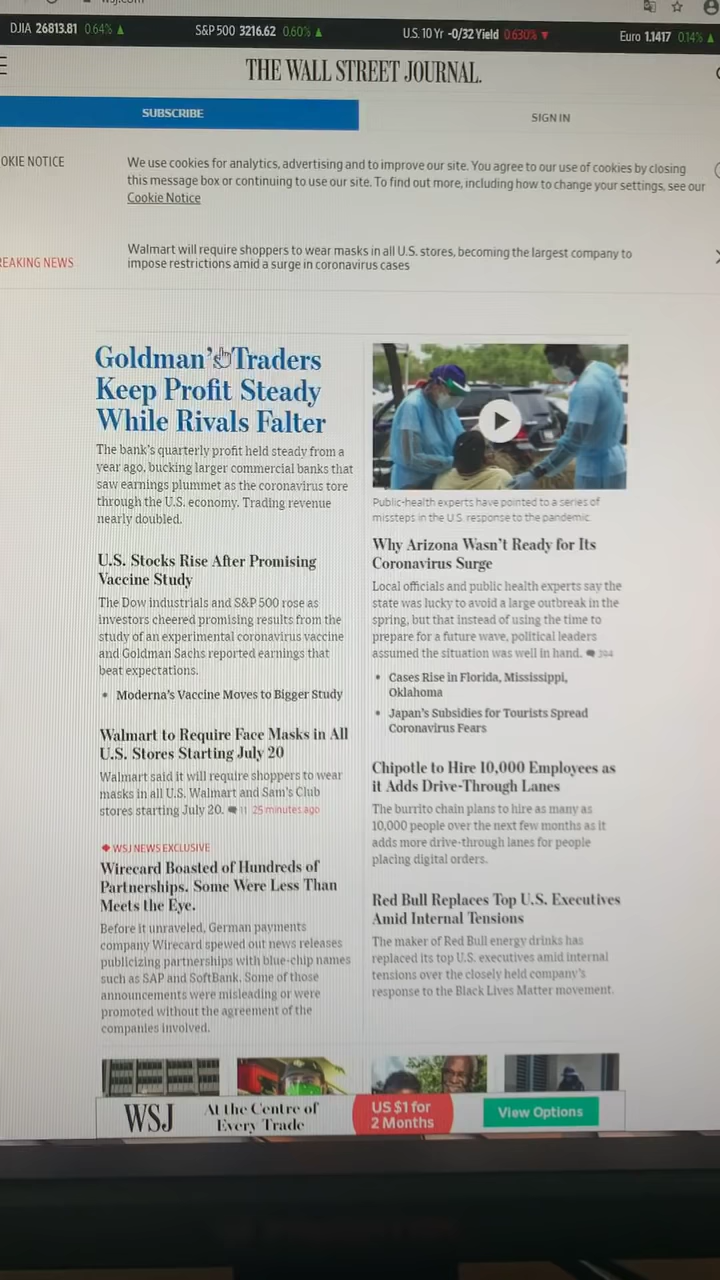 DJIA 26813.81 0.64% ▲
S&P 500 3216.62 0.60% ▲
U.S. 10 Yr -0/32 Yield 0.630% ▼
Euro 1.1417 0.14% ▲
THE WALL STREET JOURNAL.
SUBSCRIBE
SIGN IN
OKIE NOTICE
We use cookies for analytics, advertising and to improve our site. You agree to our use of cookies by closing
this message box or continuing to use our site. To find out more, including how to change your settings, see our
Cookie Notice
REAKING NEWS
Walmart will require shoppers to wear masks in all U.S. stores, becoming the largest company to
impose restrictions amid a surge in coronavirus cases
Goldman's Traders
Keep Profit Steady
While Rivals Falter
The bank's quarterly profit held steady from a
year ago, bucking larger commercial banks that
saw earnings plummet as the coronavirus tore
through the U.S. economy. Trading revenue
nearly doubled.
U.S. Stocks Rise After Promising
Vaccine Study
The Dow industrials and S&P 500 rose as
investors cheered promising results from the
study of an experimental coronavirus vaccine
and Goldman Sachs reported earnings that
beat expectations.
• Moderna's Vaccine Moves to Bigger Study
Walmart to Require Face Masks in All
U.S. Stores Starting July 20
Walmart said it will require shoppers to wear
masks in all U.S. Walmart and Sam's Club
stores starting July 20. 11 25 minutes ago
◆ WSJ NEWS EXCLUSIVE
Wirecard Boasted of Hundreds of
Partnerships. Some Were Less Than
Meets the Eye.
Before it unraveled, German payments
company Wirecard spewed out news releases
publicizing partnerships with blue-chip names
such as SAP and SoftBank. Some of those
announcements were misleading or were
promoted without the agreement of the
companies involved.
Public-health experts have pointed to a series of
missteps in the U.S. response to the pandemic
Why Arizona Wasn't Ready for Its
Coronavirus Surge
Local officials and public health experts say the
state was lucky to avoid a large outbreak in the
spring, but that instead of using the time to
prepare for a future wave, political leaders
assumed the situation was well in hand.
• Cases Rise in Florida, Mississippi,
Oklahoma
• Japan's Subsidies for Tourists Spread
Coronavirus Fears
Chipotle to Hire 10,000 Employees as
it Adds Drive-Through Lanes
The burrito chain plans to hire as many as
10,000 people over the next few months as it
adds more drive-through lanes for people
placing digital orders.
Red Bull Replaces Top U.S. Executives
Amid Internal Tensions
The maker of Red Bull energy drinks has
replaced its top U.S. executives amid internal
tensions over the closely held company's
response to the Black Lives Matter movement.
WSJ
At the Centre of
Every Trade
US $1 for
2 Months
View Options